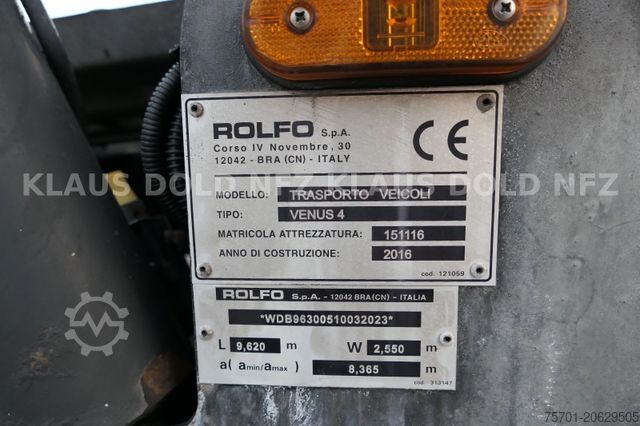 ROLFO S.p.A.
Corso IV Novembre, 30
12042 - BRA (CN) - ITALY
CE
KLAUS DOLD NFZ KLAUS DOLD NFZ
MODELLO: TRASPORTO VEICOLI
TIPO: VENUS 4
MATRICOLA ATTREZZATURA: 151116
ANNO DI COSTRUZIONE: 2016
cod. 121059
ROLFO S.p.A. - 12042 BRA(CN) - ITALIA
*WDB96300510032023*
L 9,620 m W 2,550 m
a( amin/amax) 8,365 m
cod. 313147
75701-20629505